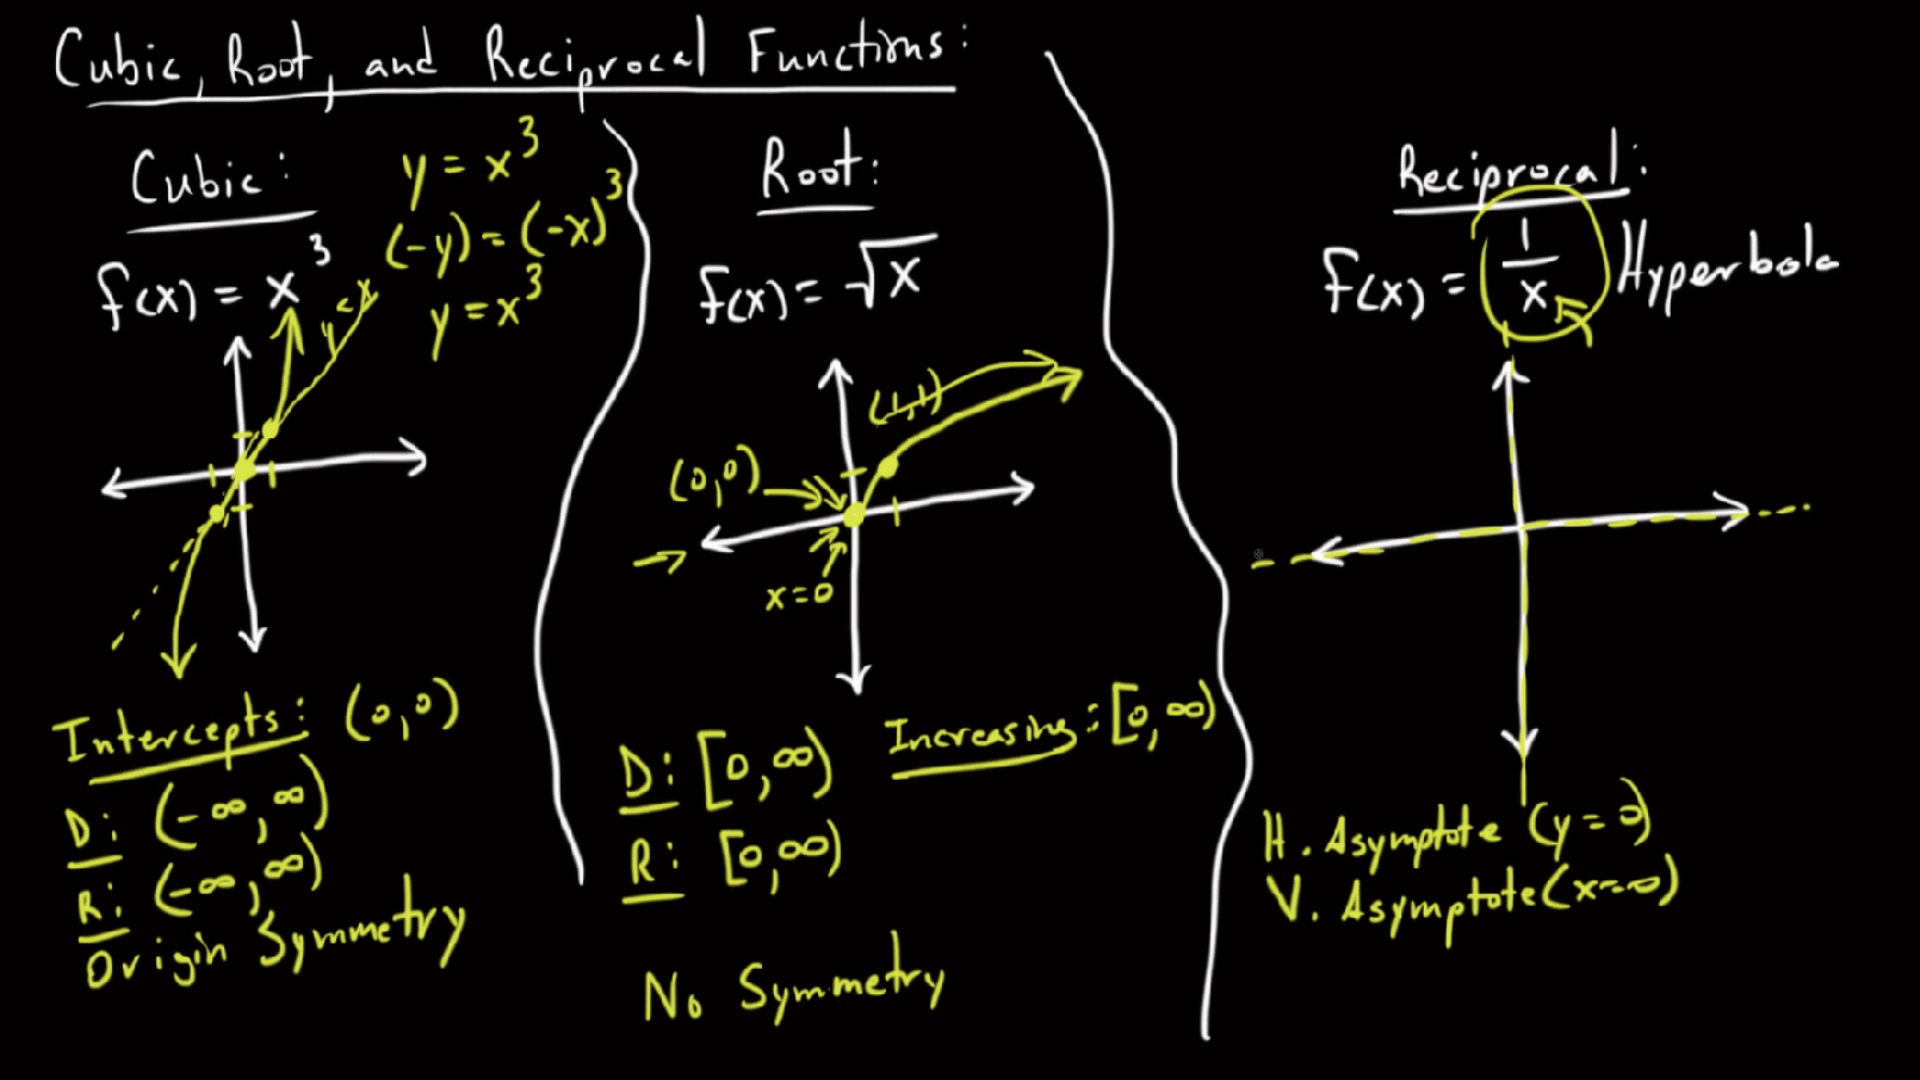 Cubic, Root, and Reciprocal Functions:
Cubic:
y = x³
(-y) = (-x)³
y = x³
f(x) = x³
y = x
Intercepts: (0,0)
D: (-∞, ∞)
R: (-∞, ∞)
Origin Symmetry
Root:
f(x) = √x
(1,1)
(0,0)
x=0
D: [0, ∞)
Increasing: [0, ∞)
R: [0, ∞)
No Symmetry
Reciprocal:
f(x) = 1/x Hyperbola
H. Asymptote (y=0)
V. Asymptote (x=0)